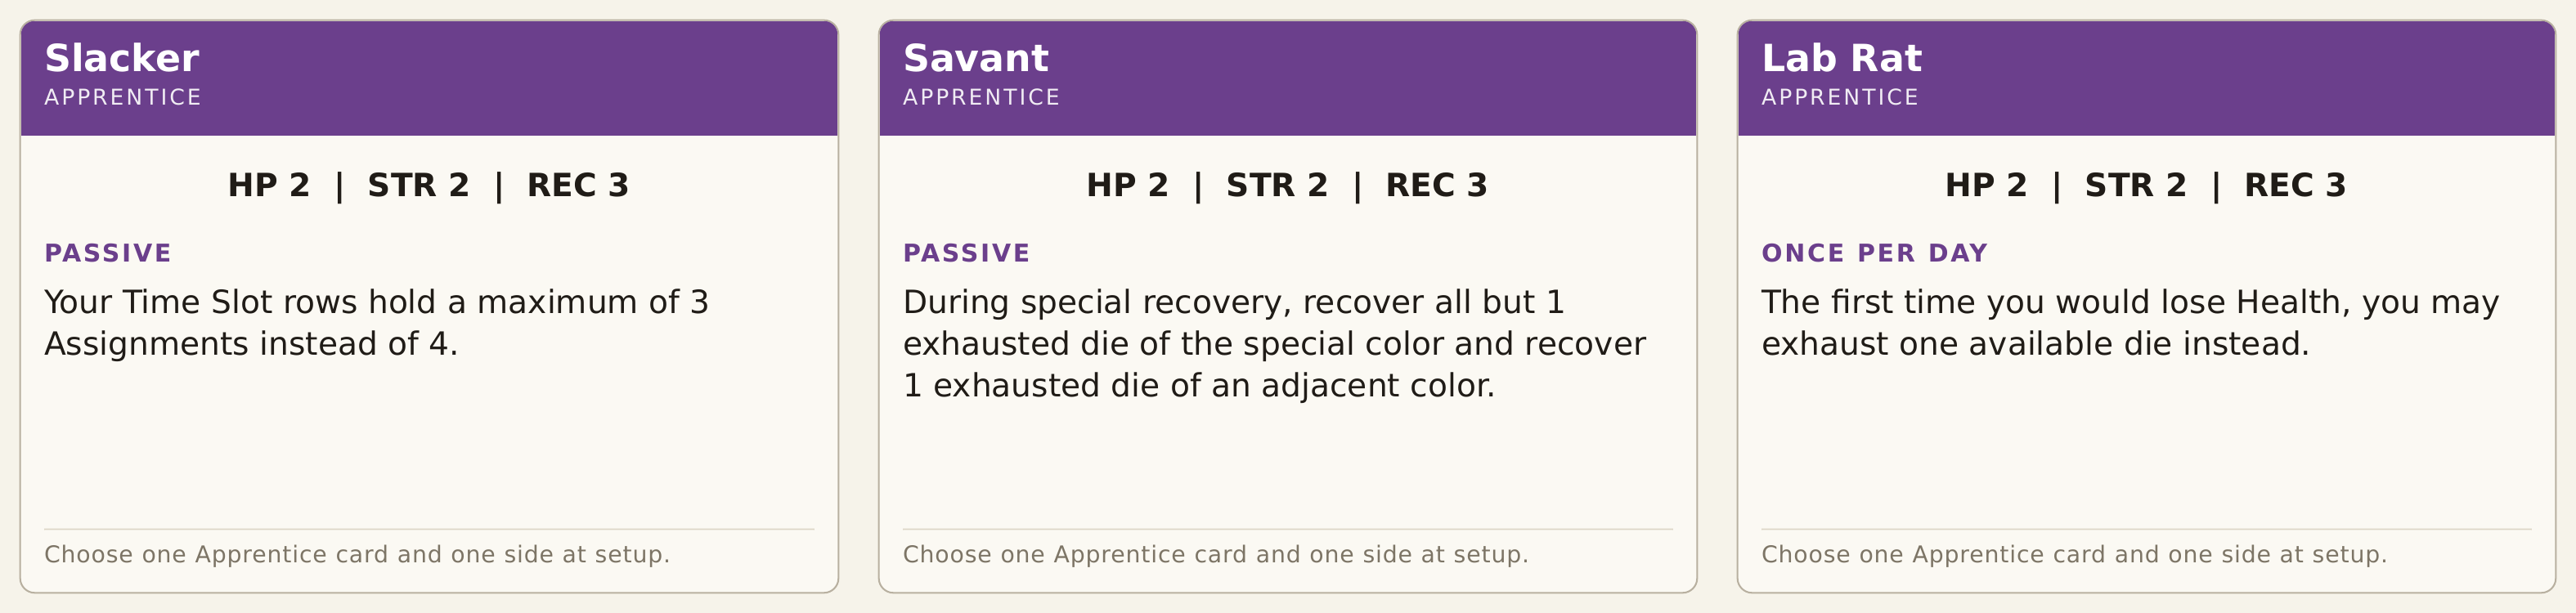 Slacker
APPRENTICE
HP 2 | STR 2 | REC 3
PASSIVE
Your Time Slot rows hold a maximum of 3
Assignments instead of 4.
Choose one Apprentice card and one side at setup.
Savant
APPRENTICE
HP 2 | STR 2 | REC 3
PASSIVE
During special recovery, recover all but 1
exhausted die of the special color and recover
1 exhausted die of an adjacent color.
Choose one Apprentice card and one side at setup.
Lab Rat
APPRENTICE
HP 2 | STR 2 | REC 3
ONCE PER DAY
The first time you would lose Health, you may
exhaust one available die instead.
Choose one Apprentice card and one side at setup.